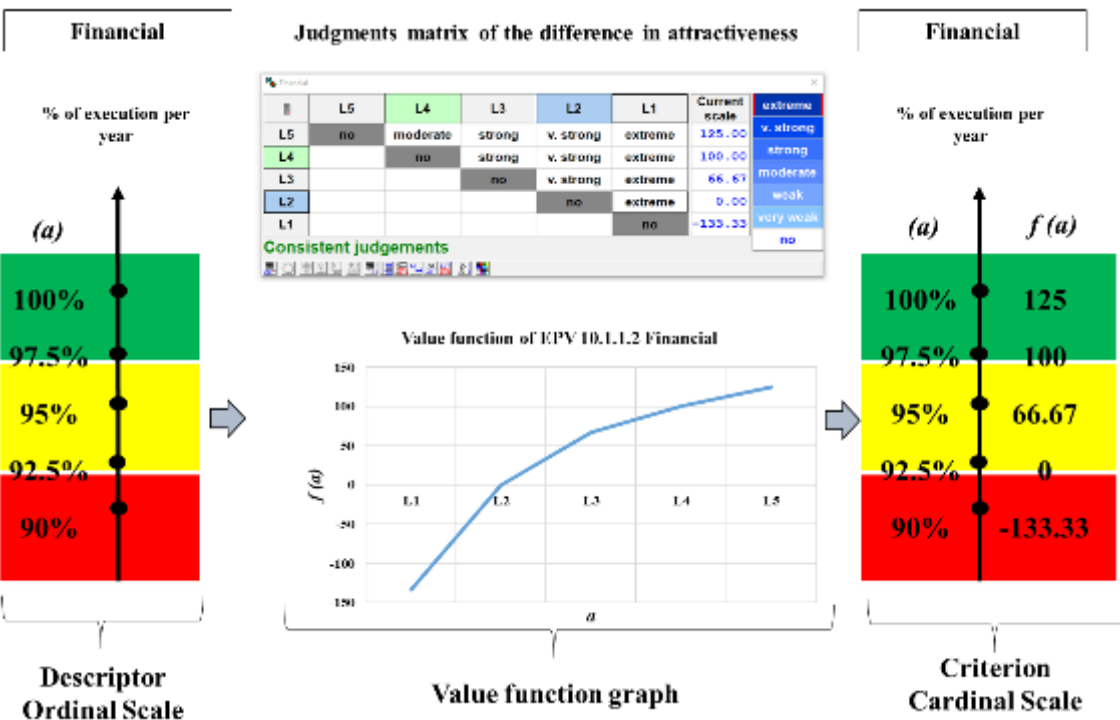 Financial
% of execution per
year
(a)
100%
97.5%
95%
92.5%
90%
Descriptor
Ordinal Scale
Judgments matrix of the difference in attractiveness
Financial
L5 L4 L3 L2 L1 Current scale
L5 no moderate strong v. strong extreme 125.00
L4 no strong v. strong extreme 100.00
L3 no v. strong extreme 66.67
L2 no extreme 0.00
L1 no -133.33
extreme
v. strong
strong
moderate
weak
very weak
no
Consistent judgements
Value function of EPV 10.1.1.2 Financial
150
100
50
0
-50
-100
150
f (a)
L1 L2 L3 L4 L5
a
Value function graph
Financial
% of execution per
year
(a) f (a)
100% 125
97.5% 100
95% 66.67
92.5% 0
90% -133.33
Criterion
Cardinal Scale